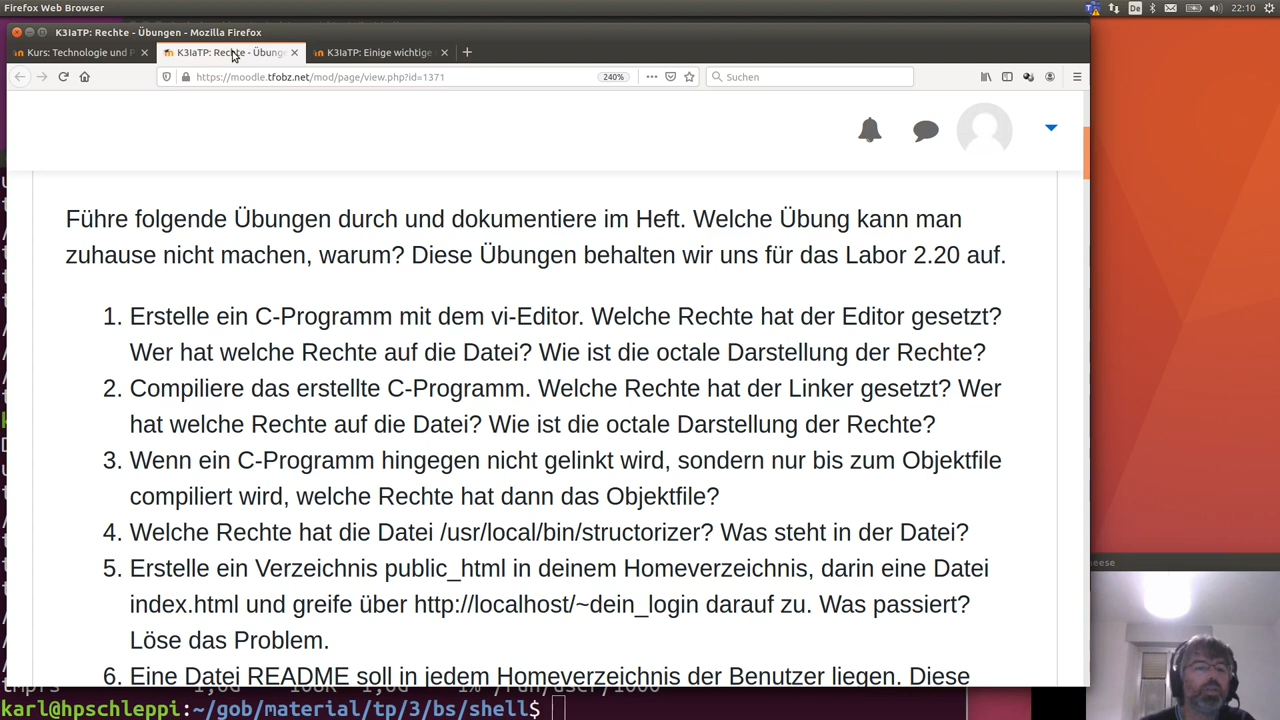 Firefox Web Browser
De
22:10
K3IaTP: Rechte - Übungen - Mozilla Firefox
Kurs: Technologie und P
K3IaTP: Rechte - Übunge
K3IaTP: Einige wichtige
https://moodle.tfobz.net/mod/page/view.php?id=1371
240%
Suchen
Führe folgende Übungen durch und dokumentiere im Heft. Welche Übung kann man
zuhause nicht machen, warum? Diese Übungen behalten wir uns für das Labor 2.20 auf.
1. Erstelle ein C-Programm mit dem vi-Editor. Welche Rechte hat der Editor gesetzt?
Wer hat welche Rechte auf die Datei? Wie ist die octale Darstellung der Rechte?
2. Compiliere das erstellte C-Programm. Welche Rechte hat der Linker gesetzt? Wer
hat welche Rechte auf die Datei? Wie ist die octale Darstellung der Rechte?
3. Wenn ein C-Programm hingegen nicht gelinkt wird, sondern nur bis zum Objektfile
compiliert wird, welche Rechte hat dann das Objektfile?
4. Welche Rechte hat die Datei /usr/local/bin/structorizer? Was steht in der Datei?
5. Erstelle ein Verzeichnis public_html in deinem Homeverzeichnis, darin eine Datei
index.html und greife über http://localhost/~dein_login darauf zu. Was passiert?
Löse das Problem.
6. Eine Datei README soll in jedem Homeverzeichnis der Benutzer liegen. Diese
eese
karl@hpschleppi:~/gob/material/tp/3/bs/shell$